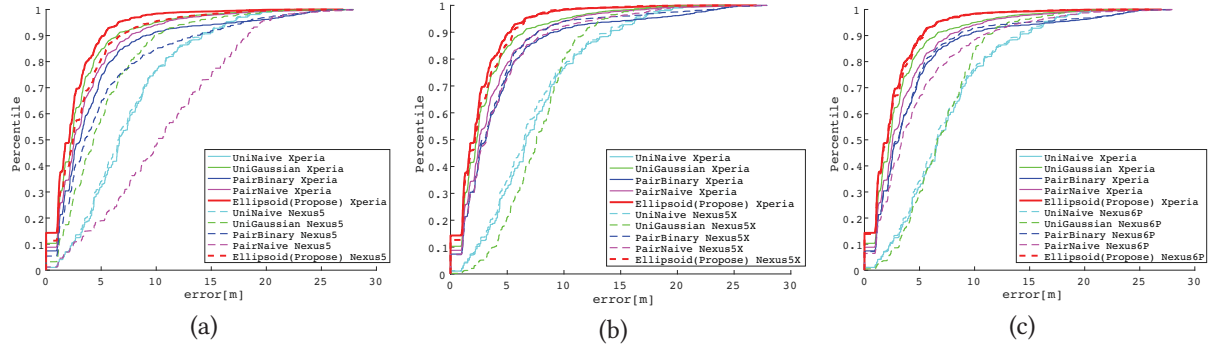 Percentile
1
0.9
0.8
0.7
0.6
0.5
0.4
0.3
0.2
0.1
0
0 5 10 15 20 25 30
error[m]
UniNaive Xperia
UniGaussian Xperia
PairBinary Xperia
PairNaive Xperia
Ellipsoid(Propose) Xperia
UniNaive Nexus5
UniGaussian Nexus5
PairBinary Nexus5
PairNaive Nexus5
Ellipsoid(Propose) Nexus5
(a)
Percentile
1
0.9
0.8
0.7
0.6
0.5
0.4
0.3
0.2
0.1
0
0 5 10 15 20 25 30
error[m]
UniNaive Xperia
UniGaussian Xperia
PairBinary Xperia
PairNaive Xperia
Ellipsoid(Propose) Xperia
UniNaive Nexus5X
UniGaussian Nexus5X
PairBinary Nexus5X
PairNaive Nexus5X
Ellipsoid(Propose) Nexus5X
(b)
Percentile
1
0.9
0.8
0.7
0.6
0.5
0.4
0.3
0.2
0.1
0
0 5 10 15 20 25 30
error[m]
UniNaive Xperia
UniGaussian Xperia
PairBinary Xperia
PairNaive Xperia
Ellipsoid(Propose) Xperia
UniNaive Nexus6P
UniGaussian Nexus6P
PairBinary Nexus6P
PairNaive Nexus6P
Ellipsoid(Propose) Nexus6P
(c)